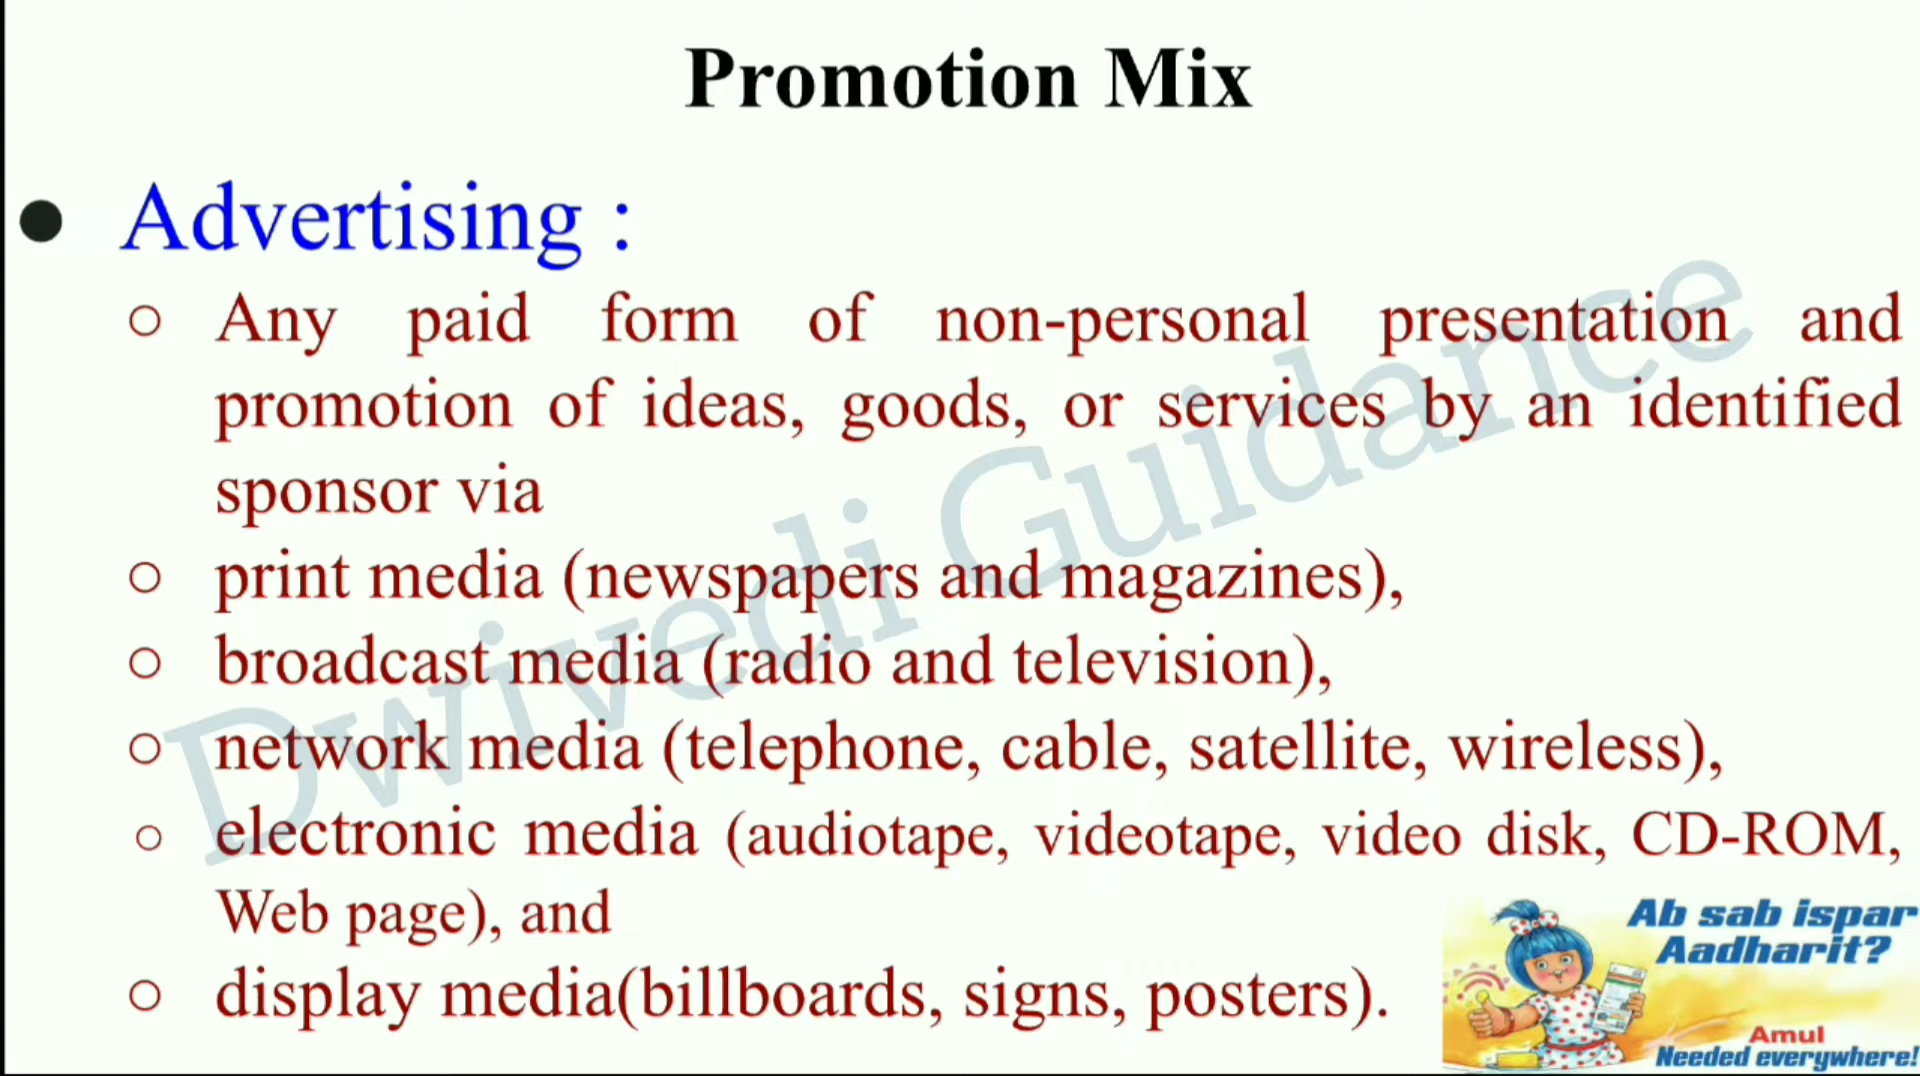 Promotion Mix
● Advertising :
○ Any paid form of non-personal presentation and
promotion of ideas, goods, or services by an identified
sponsor via
○ print media (newspapers and magazines),
○ broadcast media (radio and television),
○ network media (telephone, cable, satellite, wireless),
○ electronic media (audiotape, videotape, video disk, CD-ROM,
Web page), and
○ display media(billboards, signs, posters).
Dwivedi Guidance
Ab sab ispar
Aadharit?
Amul
Needed everywhere!